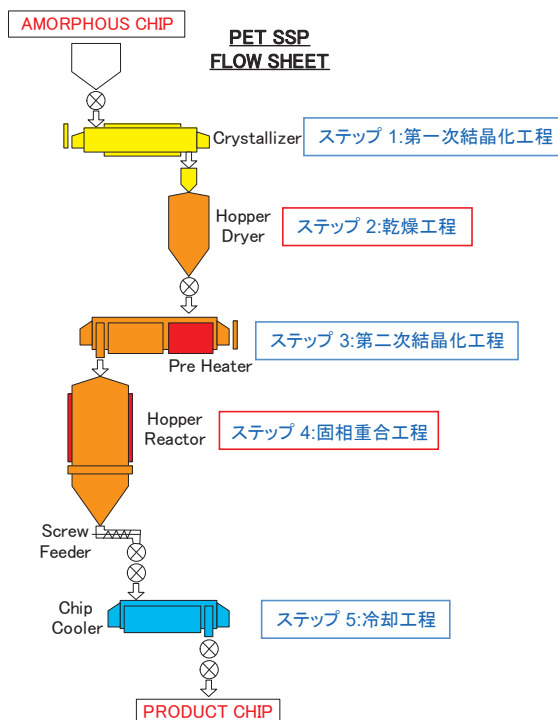 AMORPHOUS CHIP
PET SSP
FLOW SHEET
Crystallizer
ステップ 1:第一次結晶化工程
Hopper
Dryer
ステップ 2:乾燥工程
Pre Heater
ステップ 3:第二次結晶化工程
Hopper
Reactor
ステップ 4:固相重合工程
Screw
Feeder
Chip
Cooler
ステップ 5:冷却工程
PRODUCT CHIP